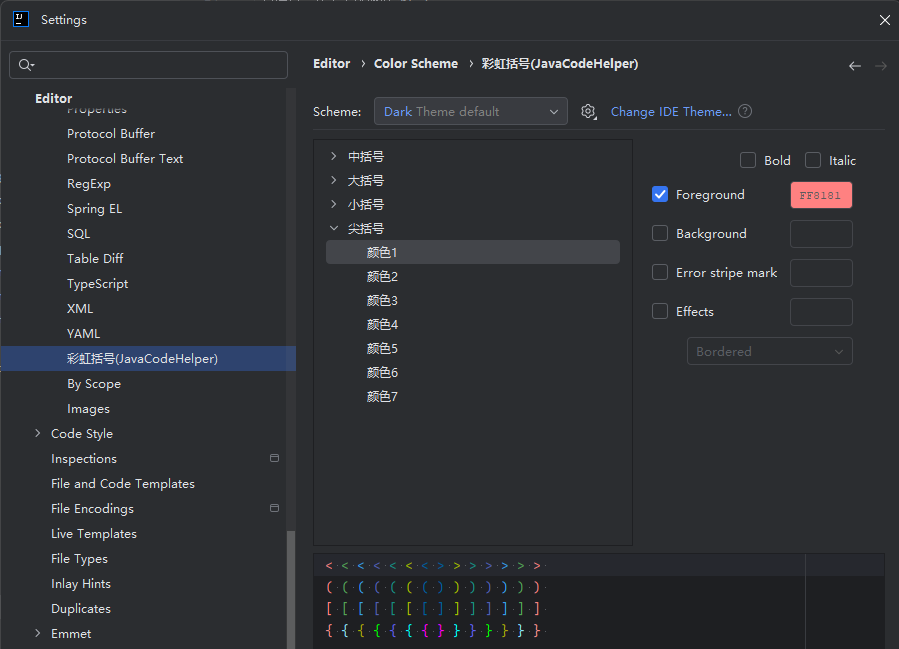 Settings
Editor
Properties
Protocol Buffer
Protocol Buffer Text
RegExp
Spring EL
SQL
Table Diff
TypeScript
XML
YAML
彩虹括号(JavaCodeHelper)
By Scope
Images
Code Style
Inspections
File and Code Templates
File Encodings
Live Templates
File Types
Inlay Hints
Duplicates
Emmet
Editor › Color Scheme › 彩虹括号(JavaCodeHelper)
Scheme: Dark Theme default Change IDE Theme... ?
中括号
大括号
小括号
尖括号
颜色1
颜色2
颜色3
颜色4
颜色5
颜色6
颜色7
Bold Italic
Foreground FF8181
Background
Error stripe mark
Effects
Bordered
< < < < < < < > > > > > > >
( ( ( ( ( ( ( ) ) ) ) ) ) )
[ [ [ [ [ [ [ ] ] ] ] ] ] ]
{ { { { { { { } } } } } } }